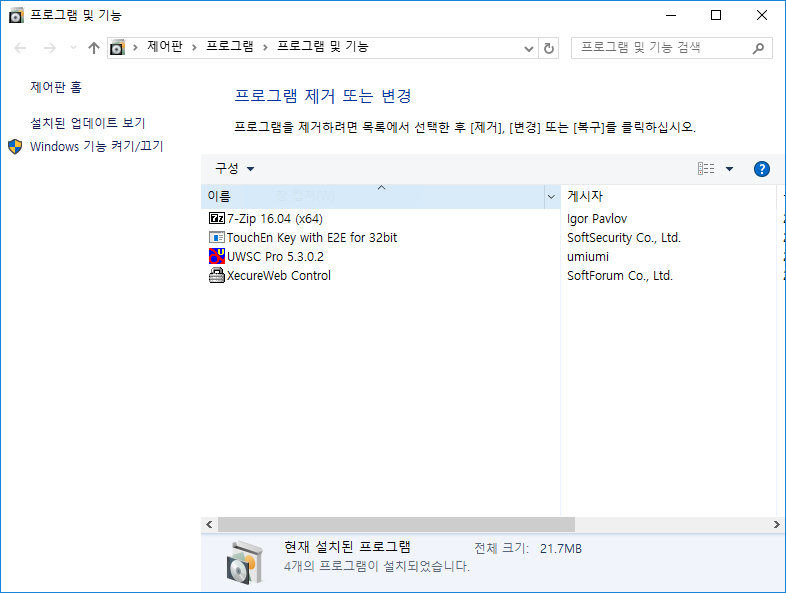 프로그램 및 기능
제어판 > 프로그램 > 프로그램 및 기능
프로그램 및 기능 검색
제어판 홈
설치된 업데이트 보기
Windows 기능 켜기/끄기
프로그램 제거 또는 변경
프로그램을 제거하려면 목록에서 선택한 후 [제거], [변경] 또는 [복구]를 클릭하십시오.
구성
이름 게시자
7-Zip 16.04 (x64) Igor Pavlov
TouchEn Key with E2E for 32bit SoftSecurity Co., Ltd.
UWSC Pro 5.3.0.2 umiumi
XecureWeb Control SoftForum Co., Ltd.
현재 설치된 프로그램 전체 크기: 21.7MB
4개의 프로그램이 설치되었습니다.